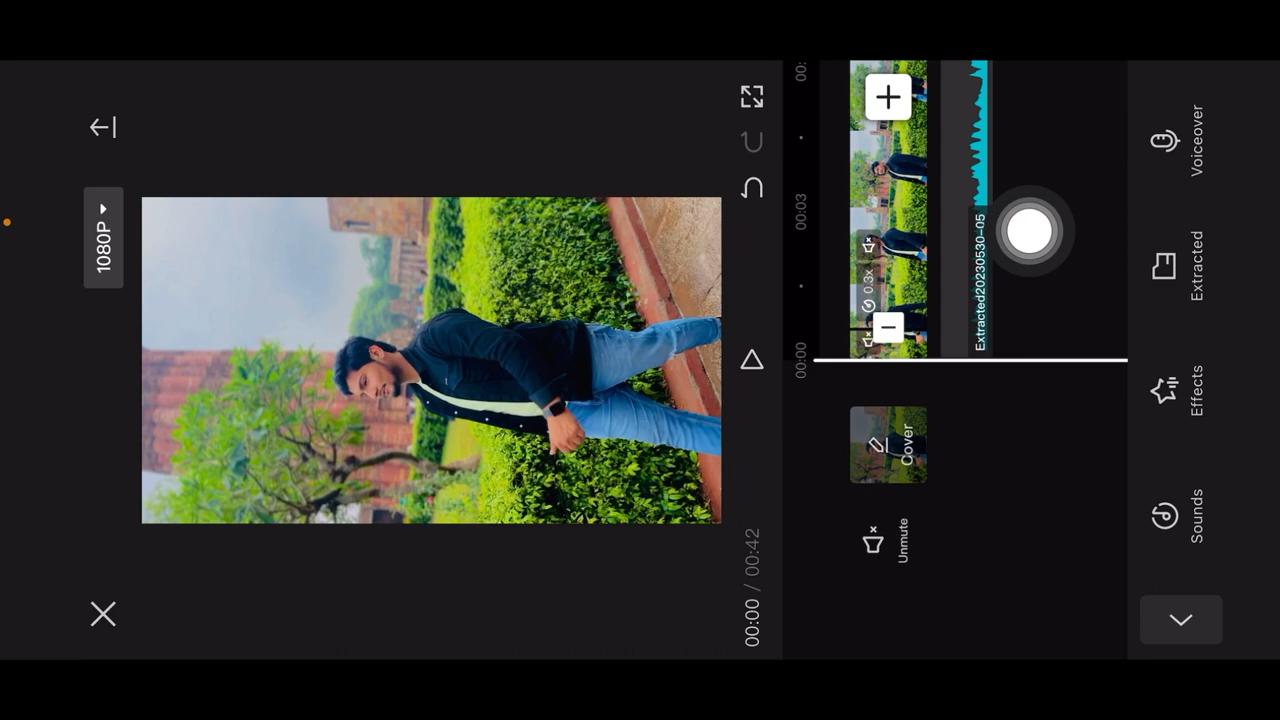 1080P
00:00 / 00:42
00:00
00:03
00:
0.3x
Cover
Unmute
Extracted20230530-05
Sounds
Effects
Extracted
Voiceover